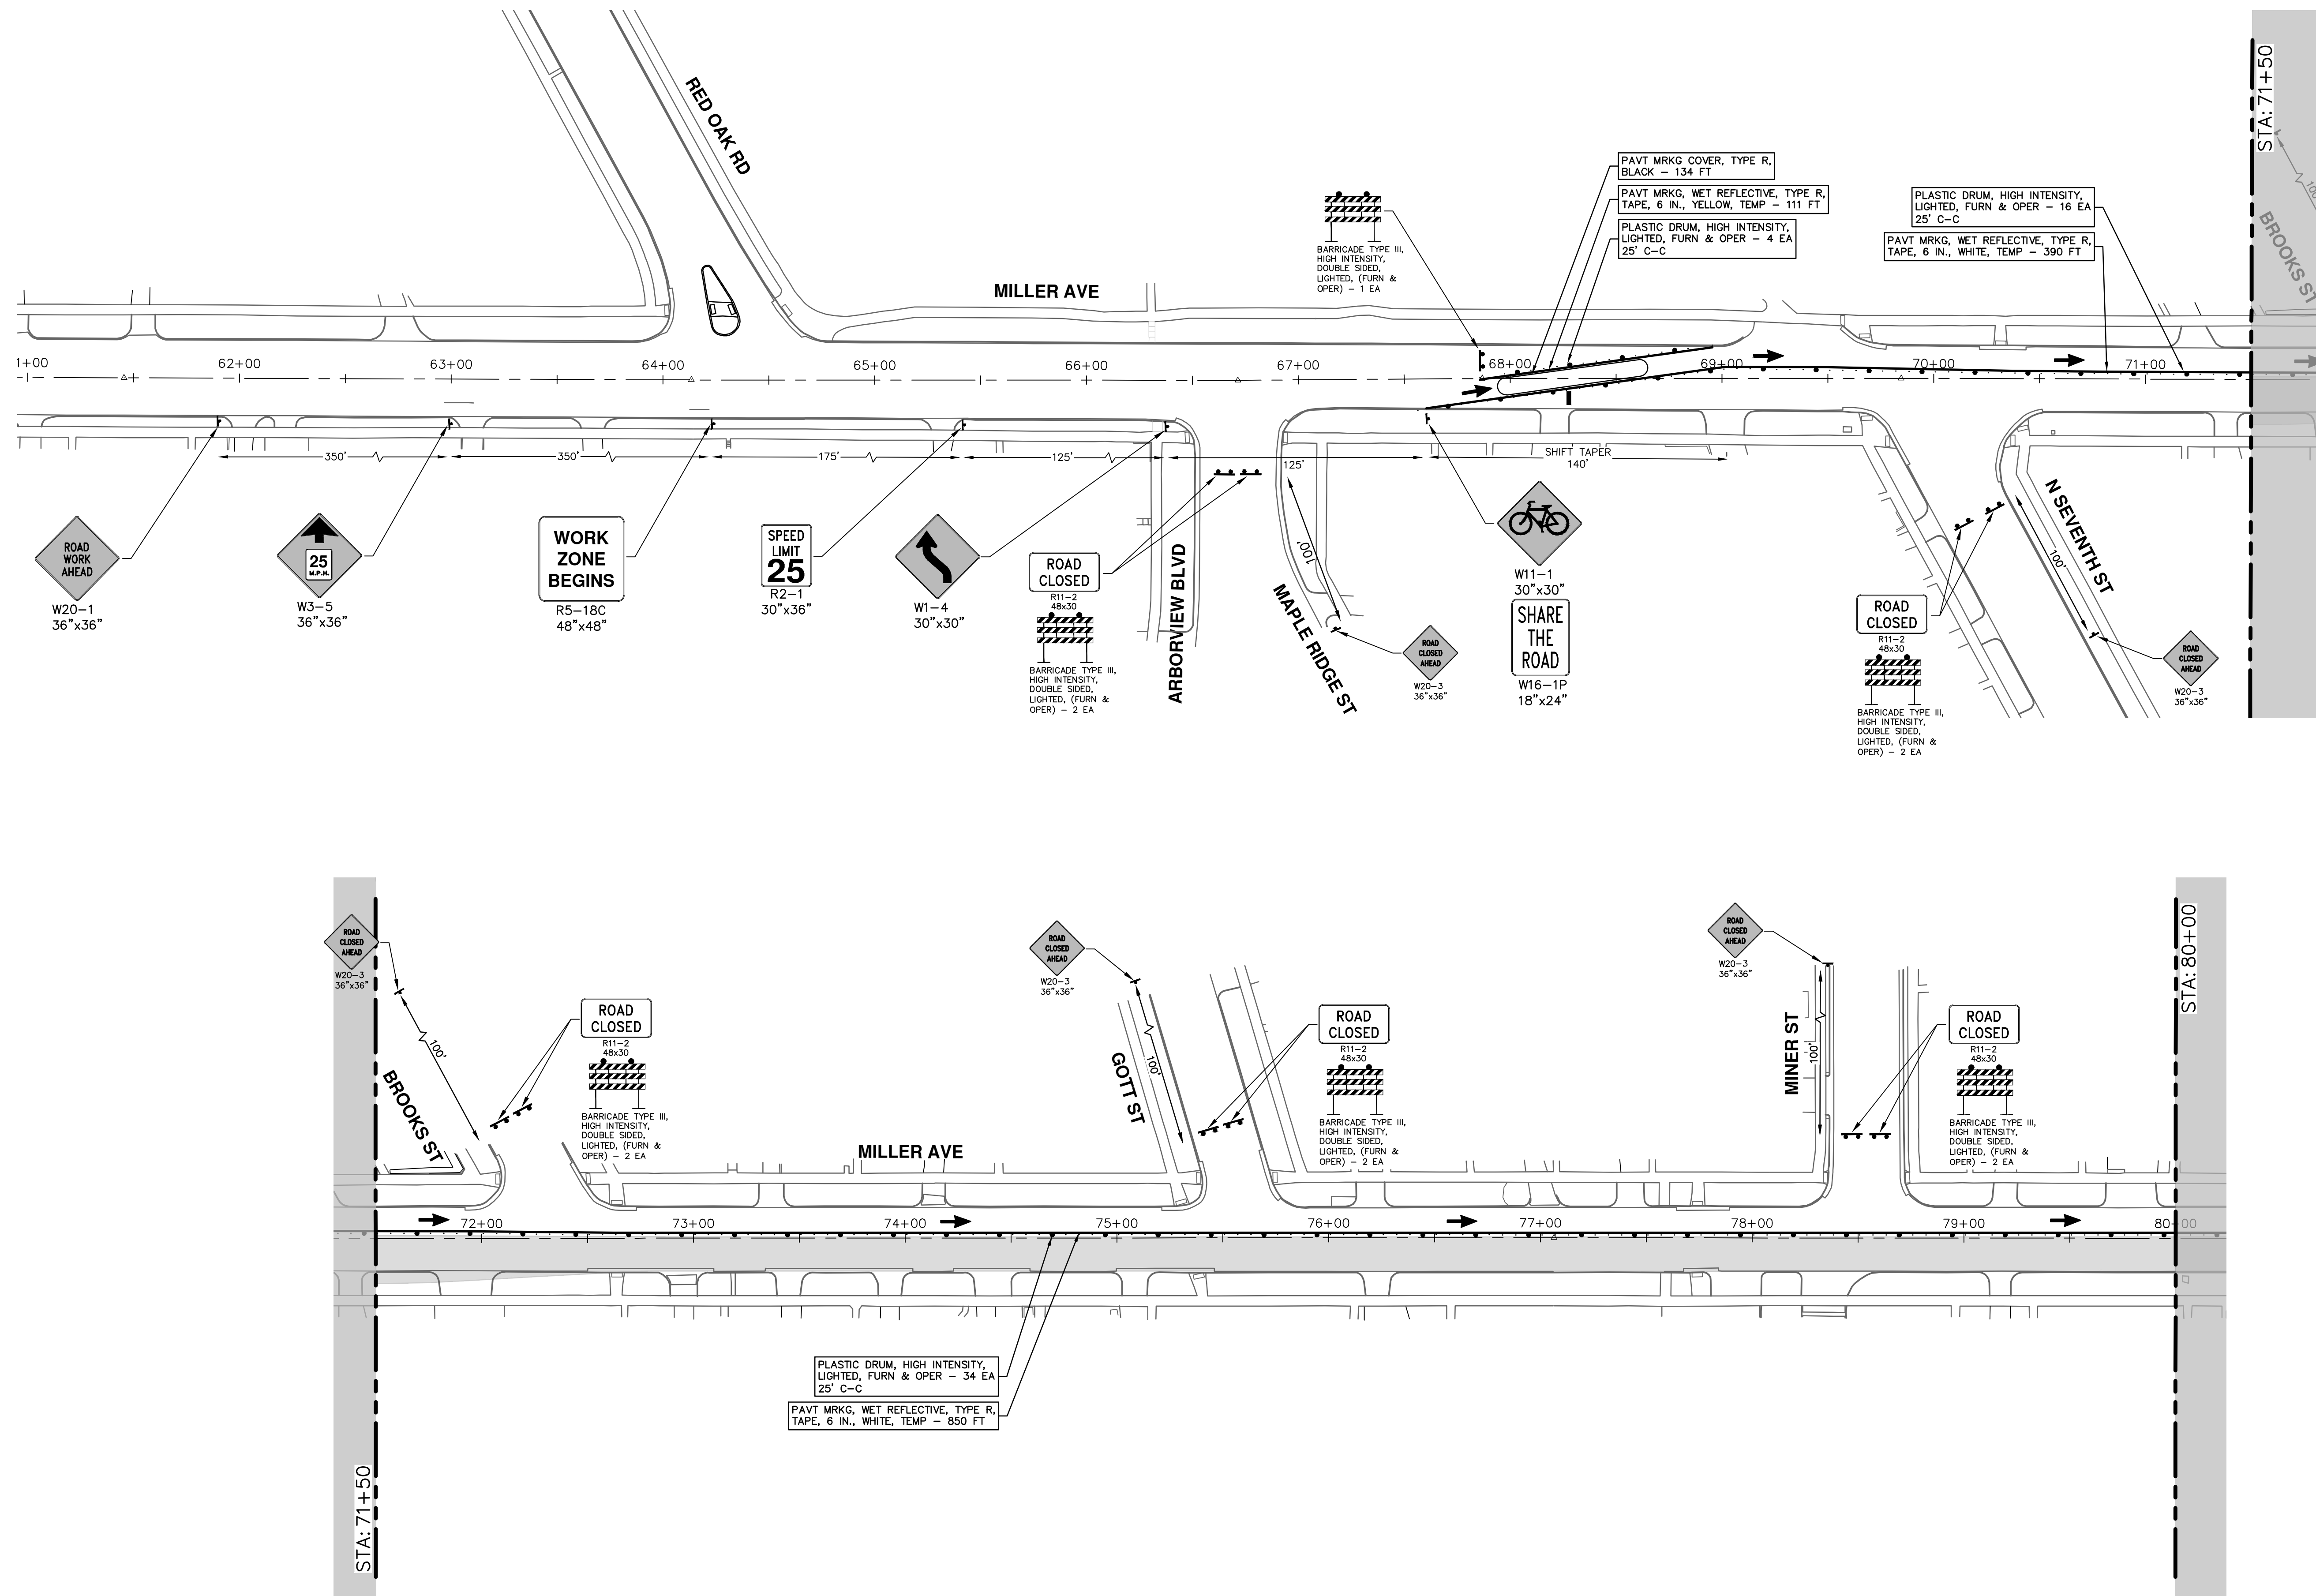 RED OAK RD
MILLER AVE
STA: 71+50
BROOKS ST
100'
PAVT MRKG COVER, TYPE R,
BLACK – 134 FT
PAVT MRKG, WET REFLECTIVE, TYPE R,
TAPE, 6 IN., YELLOW, TEMP – 111 FT
PLASTIC DRUM, HIGH INTENSITY,
LIGHTED, FURN & OPER – 4 EA
25' C–C
PLASTIC DRUM, HIGH INTENSITY,
LIGHTED, FURN & OPER – 16 EA
25' C–C
PAVT MRKG, WET REFLECTIVE, TYPE R,
TAPE, 6 IN., WHITE, TEMP – 390 FT
BARRICADE TYPE III,
HIGH INTENSITY,
DOUBLE SIDED,
LIGHTED, (FURN &
OPER) – 1 EA
1+00
62+00
63+00
64+00
65+00
66+00
67+00
68+00
69+00
70+00
71+00
350'
350'
175'
125'
125'
SHIFT TAPER
140'
ROAD
WORK
AHEAD
W20–1
36"x36"
25
M.P.H.
W3–5
36"x36"
WORK
ZONE
BEGINS
R5–18C
48"x48"
SPEED
LIMIT
25
R2–1
30"x36"
W1–4
30"x30"
ROAD
CLOSED
R11–2
48x30
BARRICADE TYPE III,
HIGH INTENSITY,
DOUBLE SIDED,
LIGHTED, (FURN &
OPER) – 2 EA
ARBORVIEW BLVD
100'
MAPLE RIDGE ST
ROAD
CLOSED
AHEAD
W20–3
36"x36"
W11–1
30"x30"
SHARE
THE
ROAD
W16–1P
18"x24"
ROAD
CLOSED
R11–2
48x30
BARRICADE TYPE III,
HIGH INTENSITY,
DOUBLE SIDED,
LIGHTED, (FURN &
OPER) – 2 EA
N SEVENTH ST
100'
ROAD
CLOSED
AHEAD
W20–3
36"x36"
ROAD
CLOSED
AHEAD
W20–3
36"x36"
100'
BROOKS ST
ROAD
CLOSED
R11–2
48x30
BARRICADE TYPE III,
HIGH INTENSITY,
DOUBLE SIDED,
LIGHTED, (FURN &
OPER) – 2 EA
MILLER AVE
ROAD
CLOSED
AHEAD
W20–3
36"x36"
100'
GOTT ST
ROAD
CLOSED
R11–2
48x30
BARRICADE TYPE III,
HIGH INTENSITY,
DOUBLE SIDED,
LIGHTED, (FURN &
OPER) – 2 EA
ROAD
CLOSED
AHEAD
W20–3
36"x36"
MINER ST
100'
ROAD
CLOSED
R11–2
48x30
BARRICADE TYPE III,
HIGH INTENSITY,
DOUBLE SIDED,
LIGHTED, (FURN &
OPER) – 2 EA
STA: 80+00
72+00
73+00
74+00
75+00
76+00
77+00
78+00
79+00
80+00
PLASTIC DRUM, HIGH INTENSITY,
LIGHTED, FURN & OPER – 34 EA
25' C–C
PAVT MRKG, WET REFLECTIVE, TYPE R,
TAPE, 6 IN., WHITE, TEMP – 850 FT
STA: 71+50